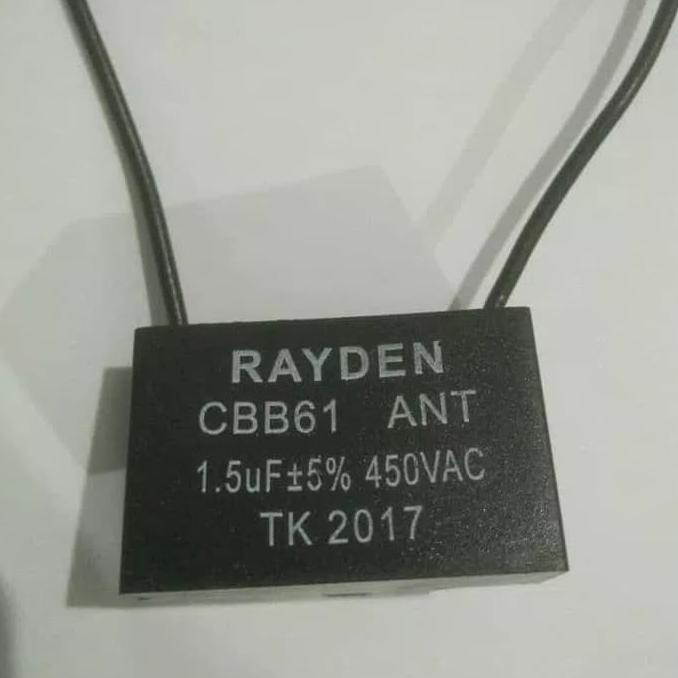 RAYDEN
CBB61 ANT
1.5uF±5% 450VAC
TK 2017